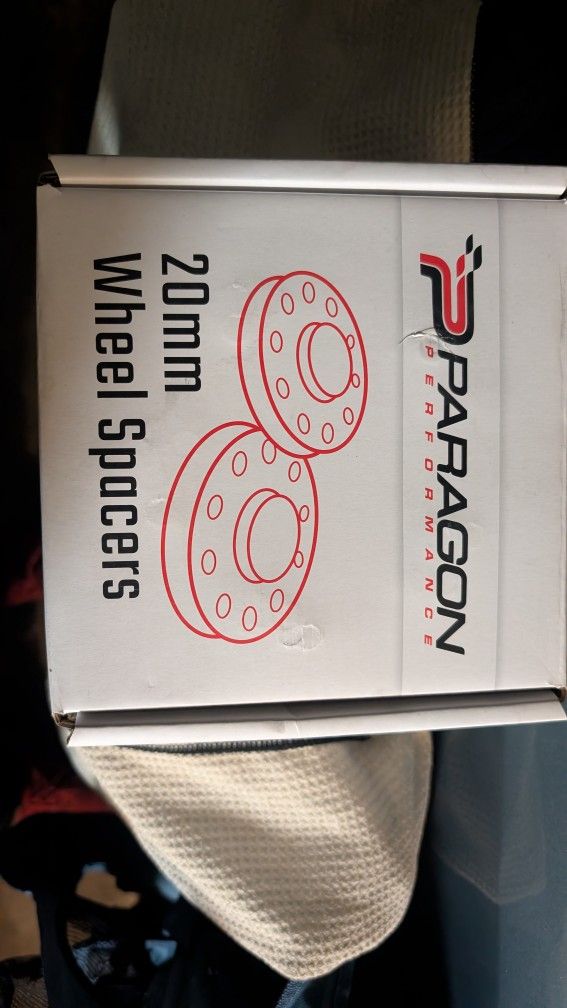 PARAGON
PERFORMANCE
20mm
Wheel Spacers